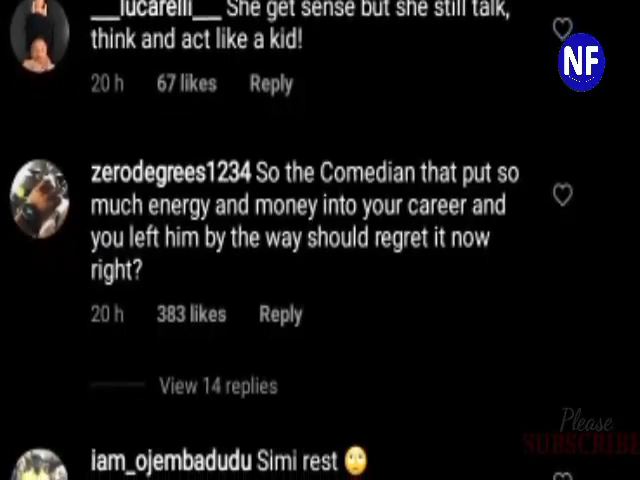 ___lucarelli___ She get sense but she still talk,
think and act like a kid!
20 h 67 likes Reply
NF
zerodegrees1234 So the Comedian that put so
much energy and money into your career and
you left him by the way should regret it now
right?
20 h 383 likes Reply
View 14 replies
Please
SUBSCRIBE
iam_ojembadudu Simi rest 🙄